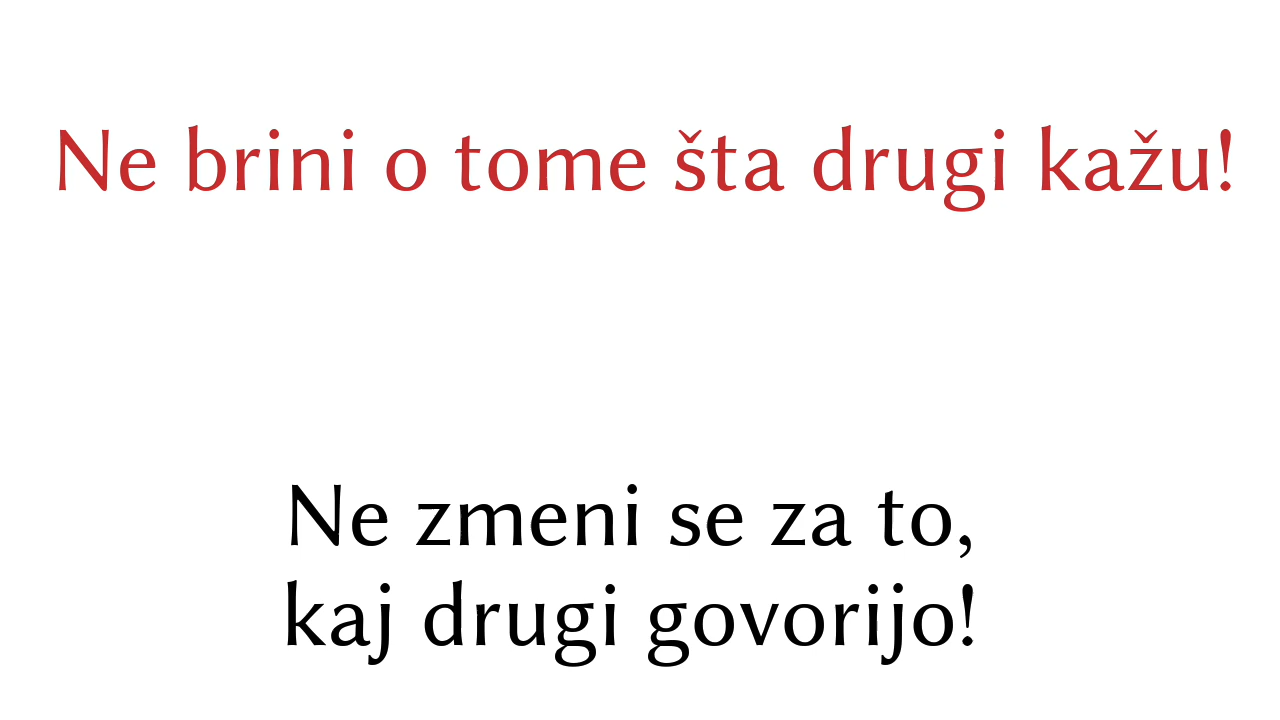 Ne brini o tome šta drugi kažu!
Ne zmeni se za to,
kaj drugi govorijo!